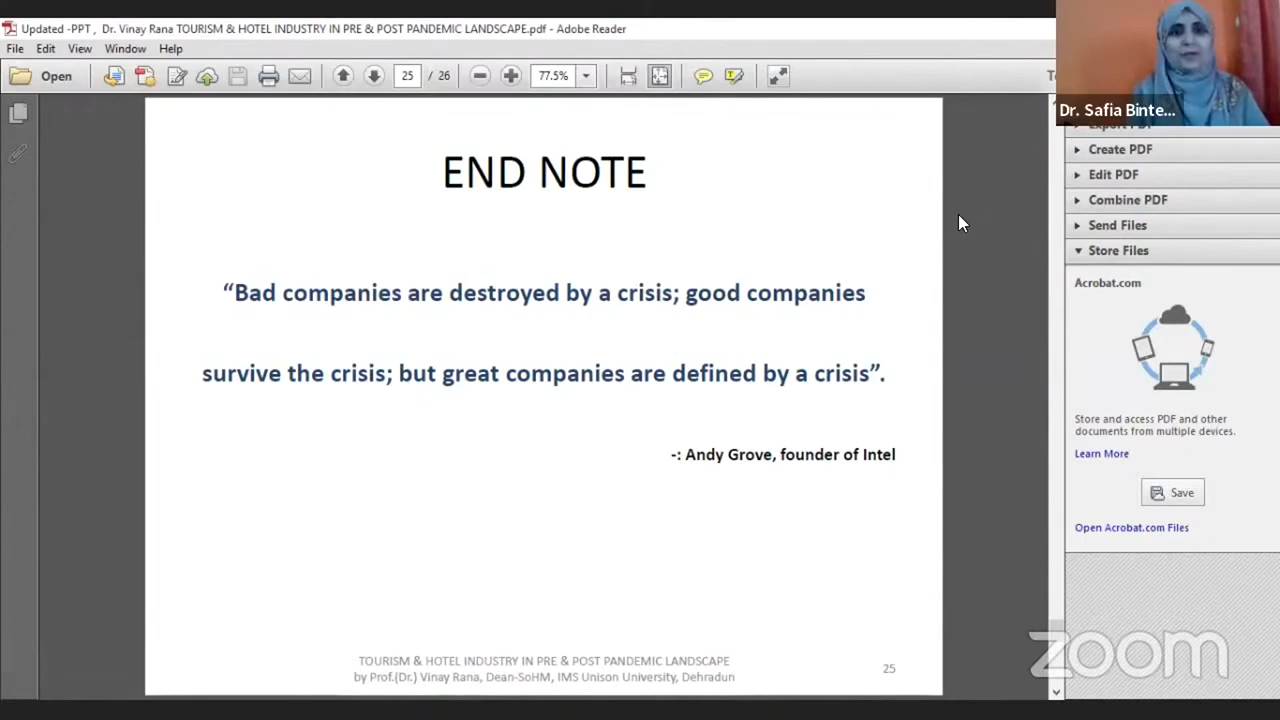 Updated -PPT , Dr. Vinay Rana TOURISM & HOTEL INDUSTRY IN PRE & POST PANDEMIC LANDSCAPE.pdf - Adobe Reader
File Edit View Window Help
Open 25 / 26 77.5%
Dr. Safia Binte...
Export PDF
Create PDF
Edit PDF
Combine PDF
Send Files
Store Files
Acrobat.com
Store and access PDF and other
documents from multiple devices.
Learn More
Save
Open Acrobat.com Files
END NOTE
“Bad companies are destroyed by a crisis; good companies
survive the crisis; but great companies are defined by a crisis”.
-: Andy Grove, founder of Intel
TOURISM & HOTEL INDUSTRY IN PRE & POST PANDEMIC LANDSCAPE
by Prof.(Dr.) Vinay Rana, Dean-SoHM, IMS Unison University, Dehradun
25
zoom